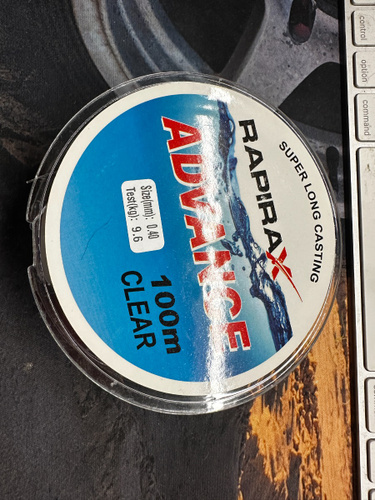 SUPER LONG CASTING
RAPIRAX
ADVANCE
Size(mm): 0.40
Test(kg): 9.6
100m
CLEAR
control
option
command